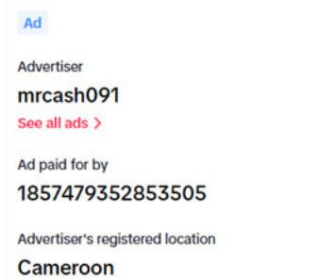 Ad
Advertiser
mrcash091
See all ads >
Ad paid for by
1857479352853505
Advertiser's registered location
Cameroon